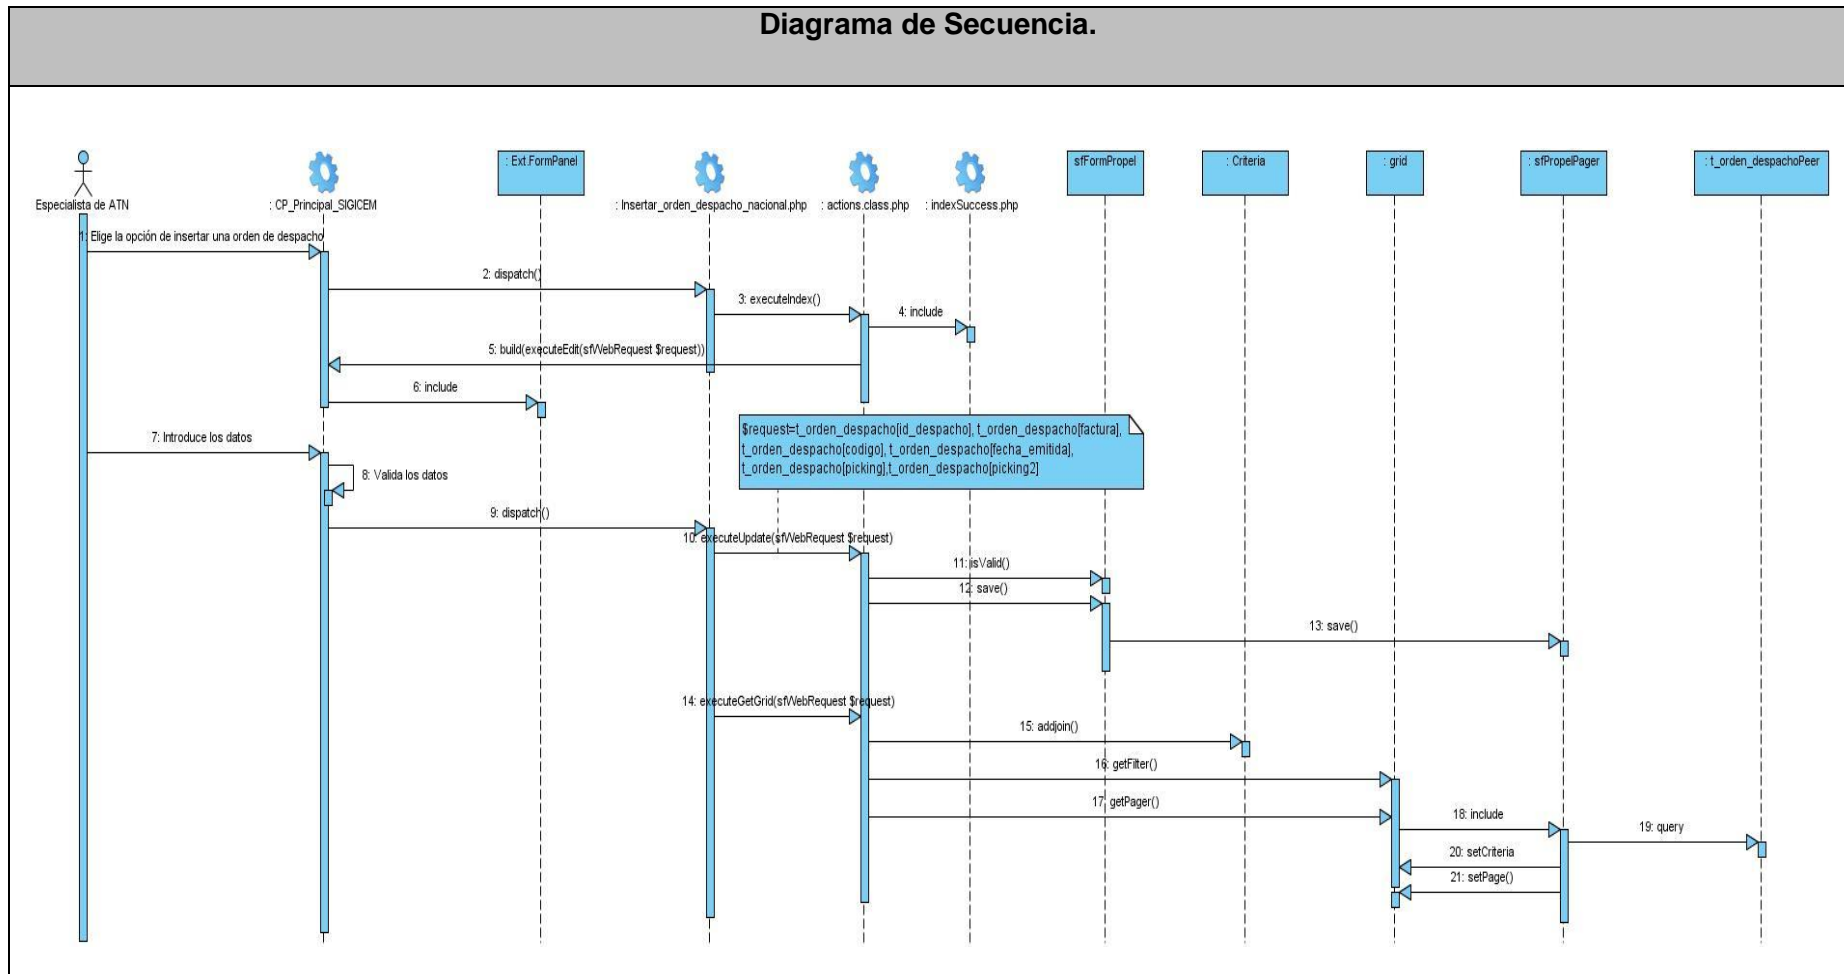 Diagrama de Secuencia.
: Ext.FormPanel
sfFormPropel
: Criteria
: grid
: sfPropelPager
: t_orden_despachoPeer
Especialista de ATN
: CP_Principal_SIGICEM
: Insertar_orden_despacho_nacional.php
: actions.class.php
: indexSuccess.php
1: Elige la opción de insertar una orden de despacho
2: dispatch()
3: executeIndex()
4: include
5: build(executeEdit(sfWebRequest $request))
6: include
$request=t_orden_despacho[id_despacho], t_orden_despacho[factura],
t_orden_despacho[codigo], t_orden_despacho[fecha_emitida],
t_orden_despacho[picking],t_orden_despacho[picking2]
7: Introduce los datos
8: Valida los datos
9: dispatch()
10: executeUpdate(sfWebRequest $request)
11: isValid()
12: save()
13: save()
14: executeGetGrid(sfWebRequest $request)
15: addjoin()
16: getFilter()
17: getPager()
18: include
19: query
20: setCriteria
21: setPage()